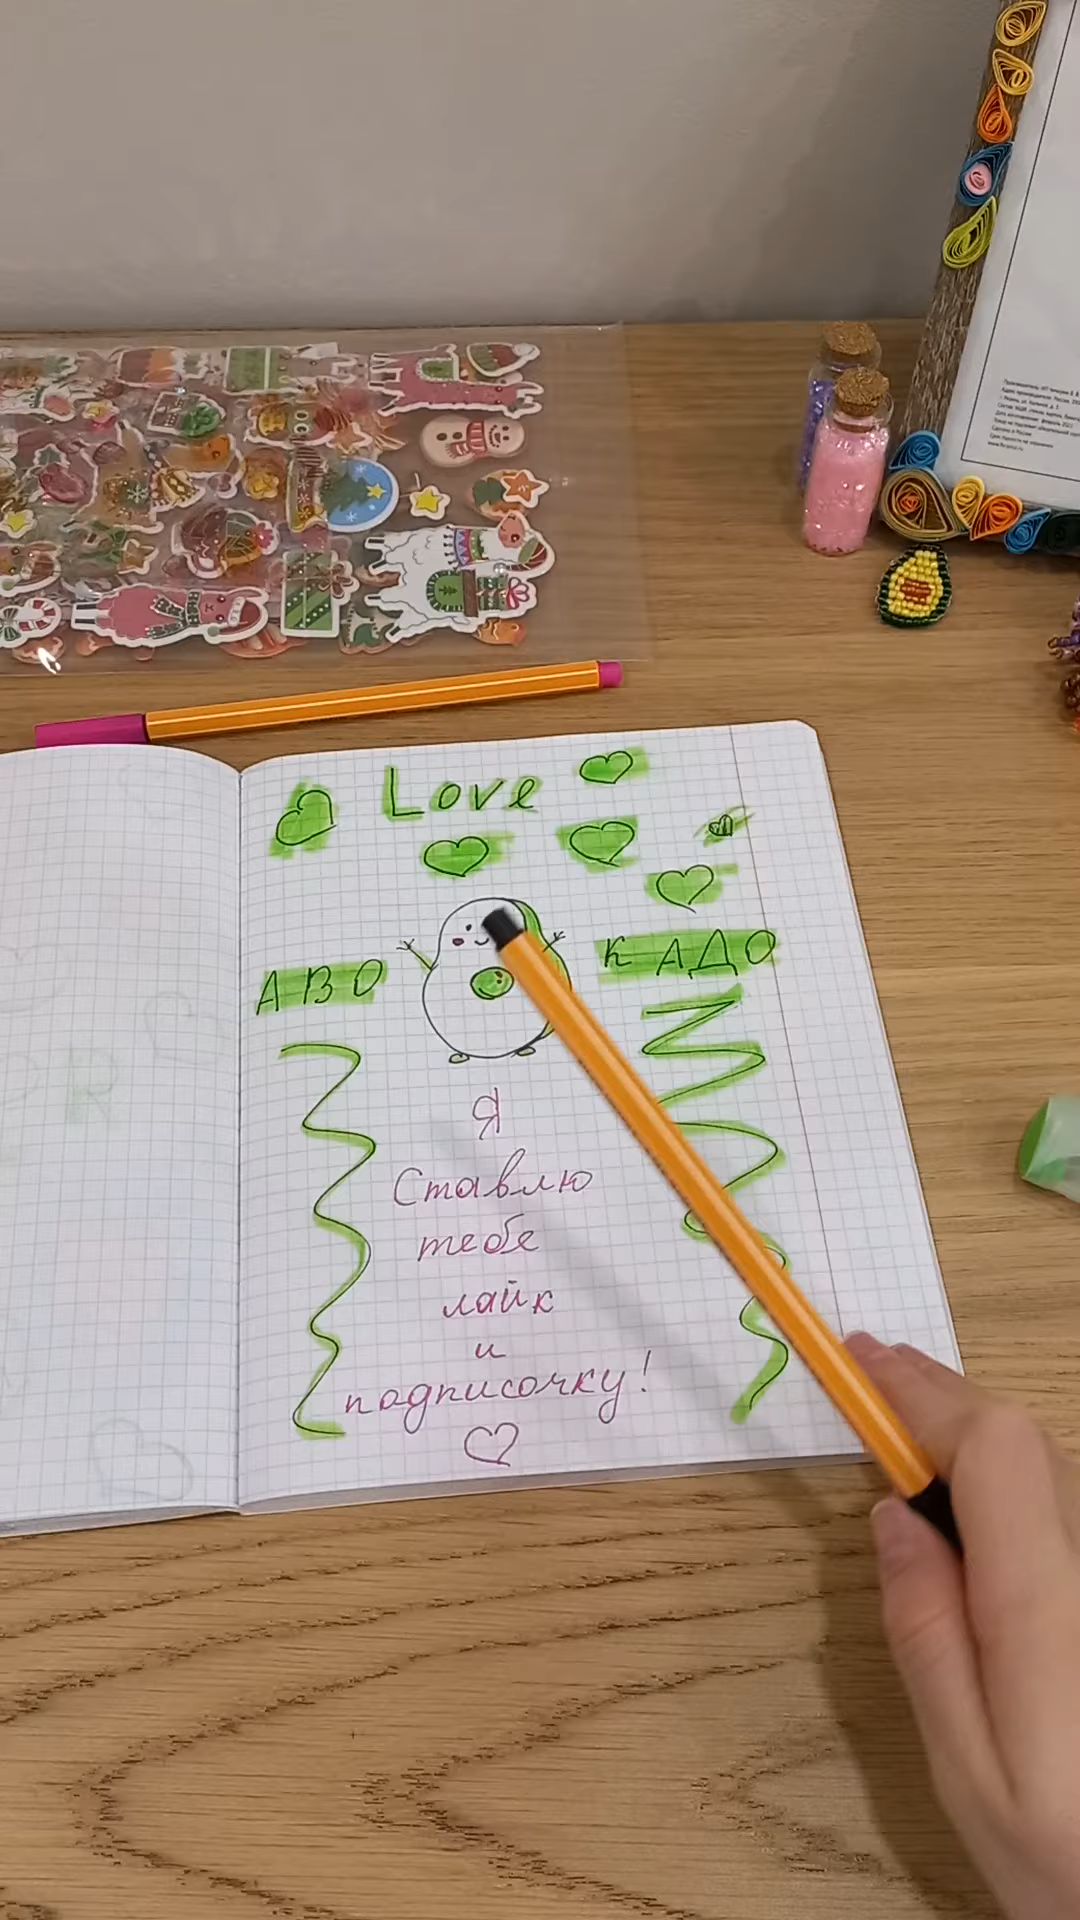 Love
АВО КАДО
Я
Ставлю
тебе
лайк
и
подписочку!